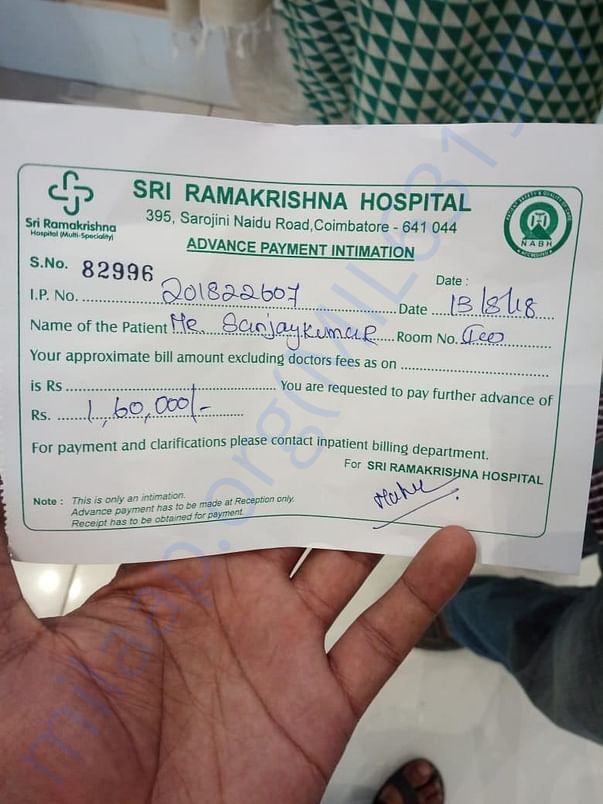 SRI RAMAKRISHNA HOSPITAL
Sri Ramakrishna
Hospital (Multi-Speciality)
395, Sarojini Naidu Road,Coimbatore - 641 044
NABH
ADVANCE PAYMENT INTIMATION
S.No. 82996
Date :
I.P. No. 201822607 Date 13/8/18
Name of the Patient Mr. Sanjaykumar Room No. ICU
Your approximate bill amount excluding doctors fees as on
is Rs You are requested to pay further advance of
Rs. 1,60,000/-
For payment and clarifications please contact inpatient billing department.
For SRI RAMAKRISHNA HOSPITAL
Note : This is only an intimation.
Advance payment has to be made at Reception only.
Receipt has to be obtained for payment.